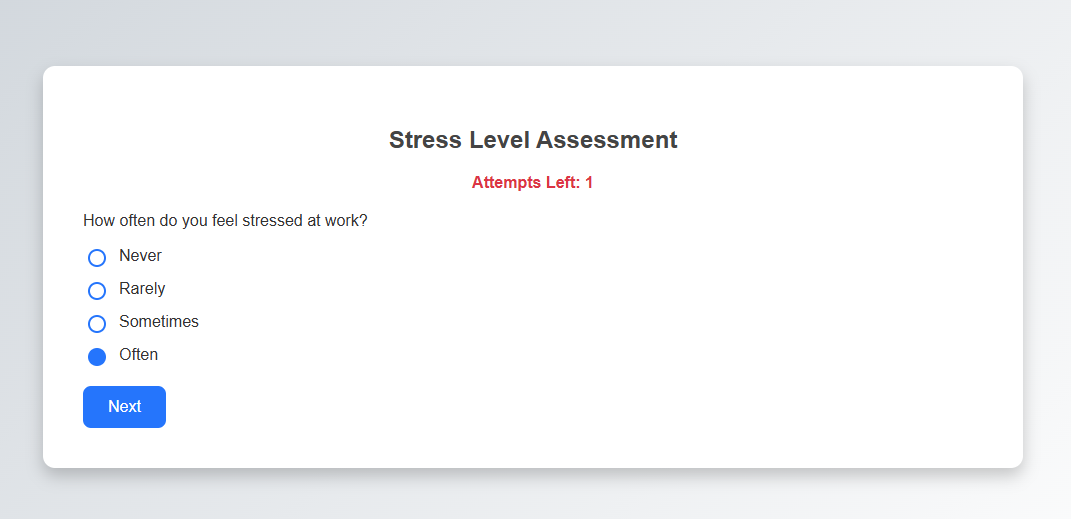 Stress Level Assessment
Attempts Left: 1
How often do you feel stressed at work?
Never
Rarely
Sometimes
Often
Next